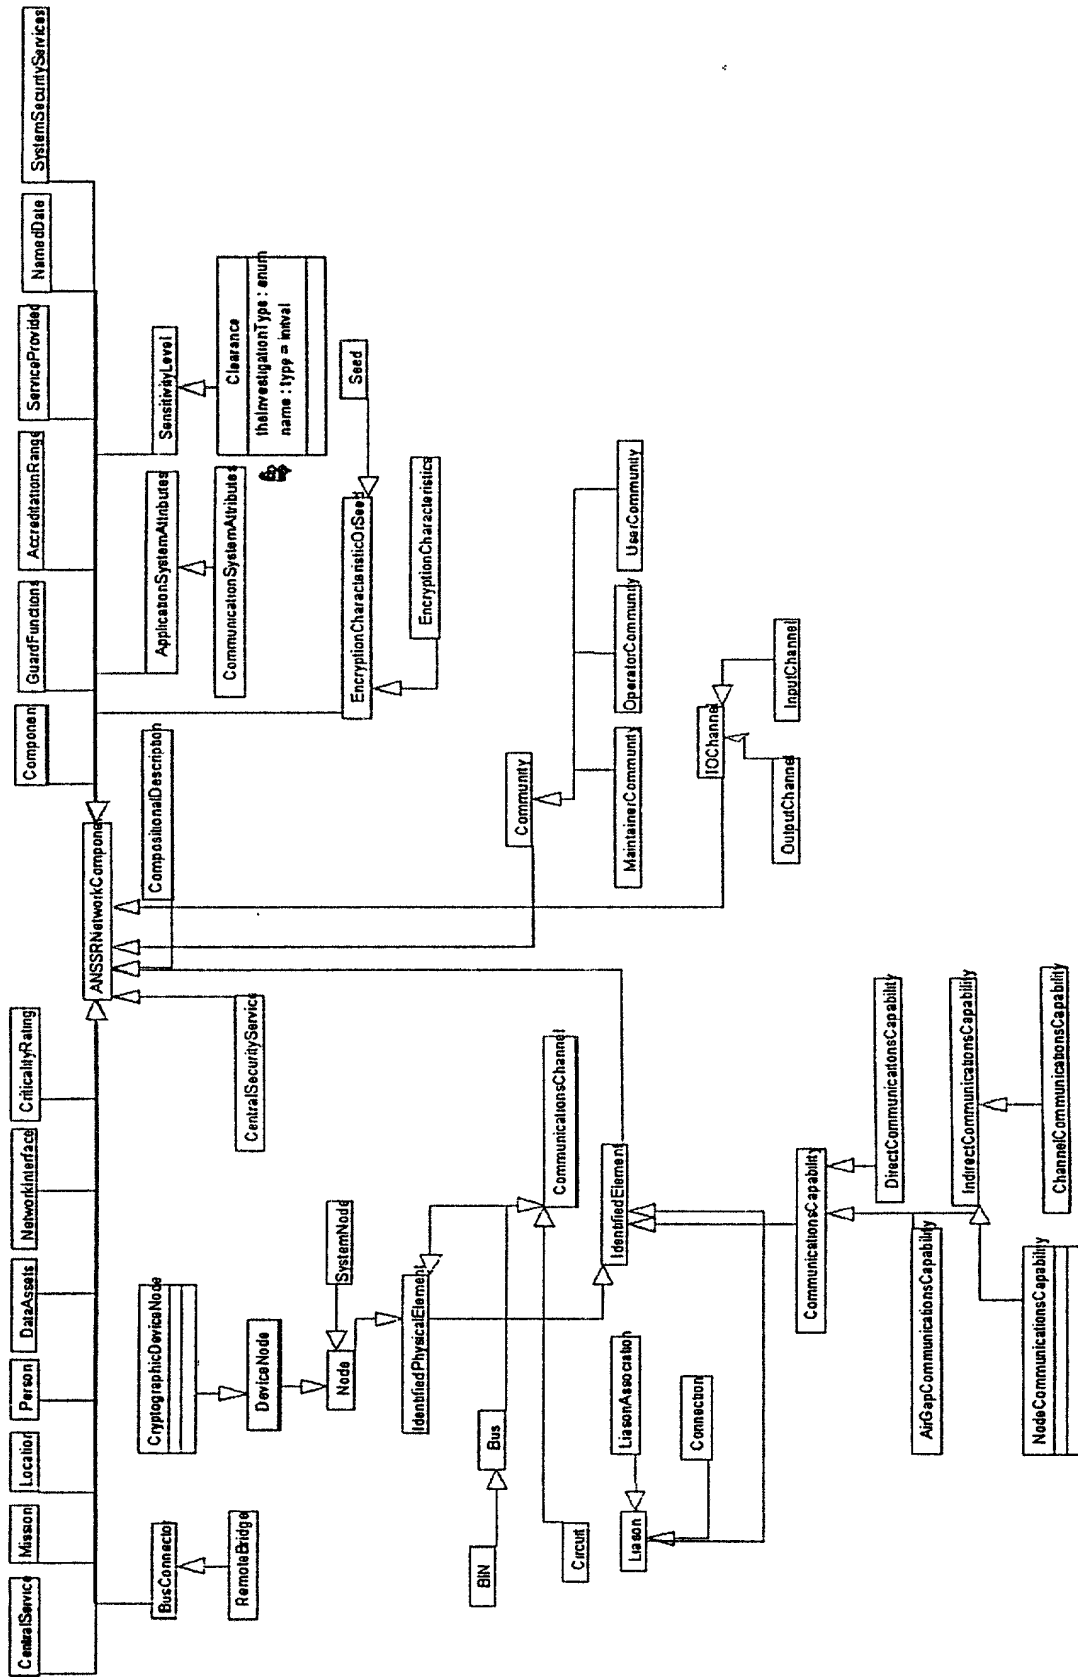 CentralService
Mission
Location
Person
DataAssets
NetworkInterface
CriticalityRating
Component
GuardFunctions
AccreditationRange
ServiceProvided
NamedDate
SystemSecurityServices
ANSSRNetworkComponent
BusConnector
RemoteBridge
CryptographicDeviceNode
DeviceNode
Node
SystemNode
CentralSecurityService
CompositionalDescription
ApplicationSystemAttributes
CommunicationSystemAttributes
SensitivityLevel
Clearance
theInvestigationType : enum
name : type = initval
EncryptionCharacteristicOrSeed
Seed
EncryptionCharacteristics
IdentifiedPhysicalElement
BIN
Bus
Circuit
CommunicationsChannel
Community
MaintainerCommunity
OperatorCommunity
UserCommunity
IdentifiedElement
LiasonAssociation
Liason
Connection
IOChannel
OutputChannel
InputChannel
CommunicationsCapability
DirectCommunicationsCapability
AirGapCommunicationsCapability
IndirectCommunicationsCapability
NodeCommunicationsCapability
ChannelCommunicationsCapability